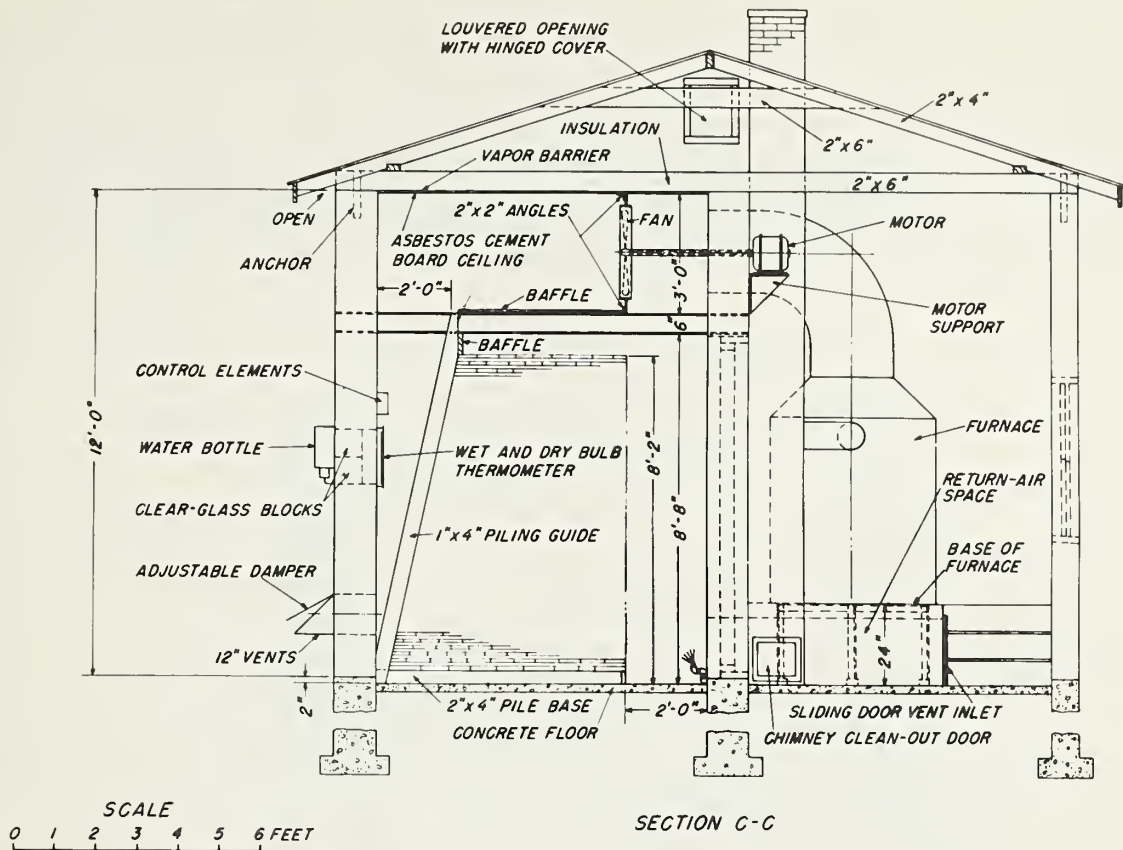 LOUVERED OPENING
WITH HINGED COVER
2"x 4"
INSULATION
2"x 6"
VAPOR BARRIER
2"x 6"
OPEN
2"x 2" ANGLES
FAN
MOTOR
ANCHOR
ASBESTOS CEMENT
BOARD CEILING
2'-0"
3'-0"
BAFFLE
MOTOR
SUPPORT
6"
BAFFLE
CONTROL ELEMENTS
12'-0"
WATER BOTTLE
WET AND DRY BULB
THERMOMETER
FURNACE
8'-2"
RETURN-AIR
SPACE
CLEAR-GLASS BLOCKS
8'-8"
1"x 4" PILING GUIDE
BASE OF
FURNACE
ADJUSTABLE DAMPER
12" VENTS
24"
2"
2"x 4" PILE BASE
2'-0"
CONCRETE FLOOR
SLIDING DOOR VENT INLET
CHIMNEY CLEAN-OUT DOOR
SCALE
0 1 2 3 4 5 6 FEET
SECTION C-C